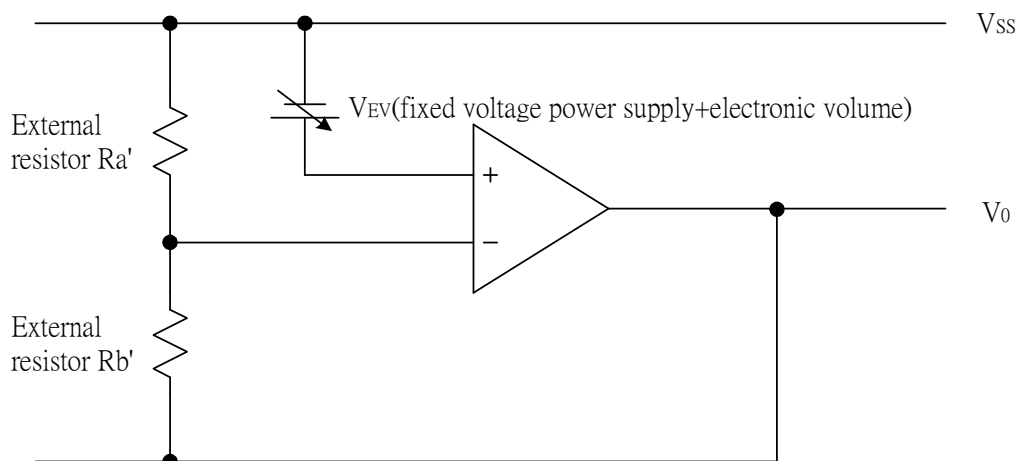 VSS
VEV(fixed voltage power supply+electronic volume)
External
resistor Ra'
+
V0
−
External
resistor Rb'